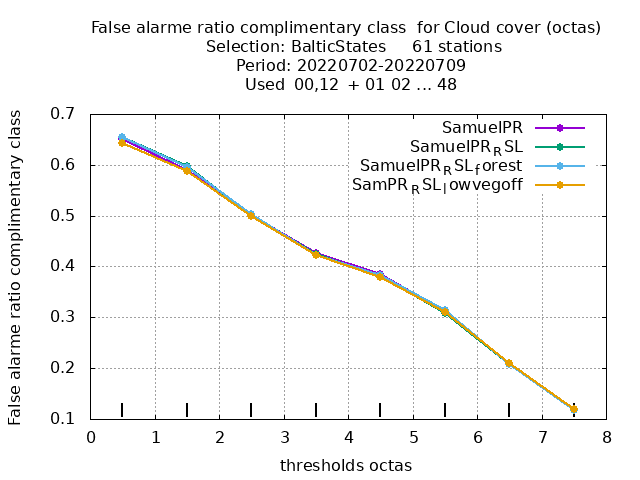 False alarme ratio complimentary class  for Cloud cover (octas)
Selection: BalticStates     61 stations
Period: 20220702-20220709
Used  00,12  + 01 02 ... 48
False alarme ratio complimentary class
0.7
0.6
0.5
0.4
0.3
0.2
0.1
SamuelPR
SamuelPR_RSL
SamuelPR_RSL_forest
SamPR_RSL_lowvegoff
0 1 2 3 4 5 6 7 8
thresholds octas